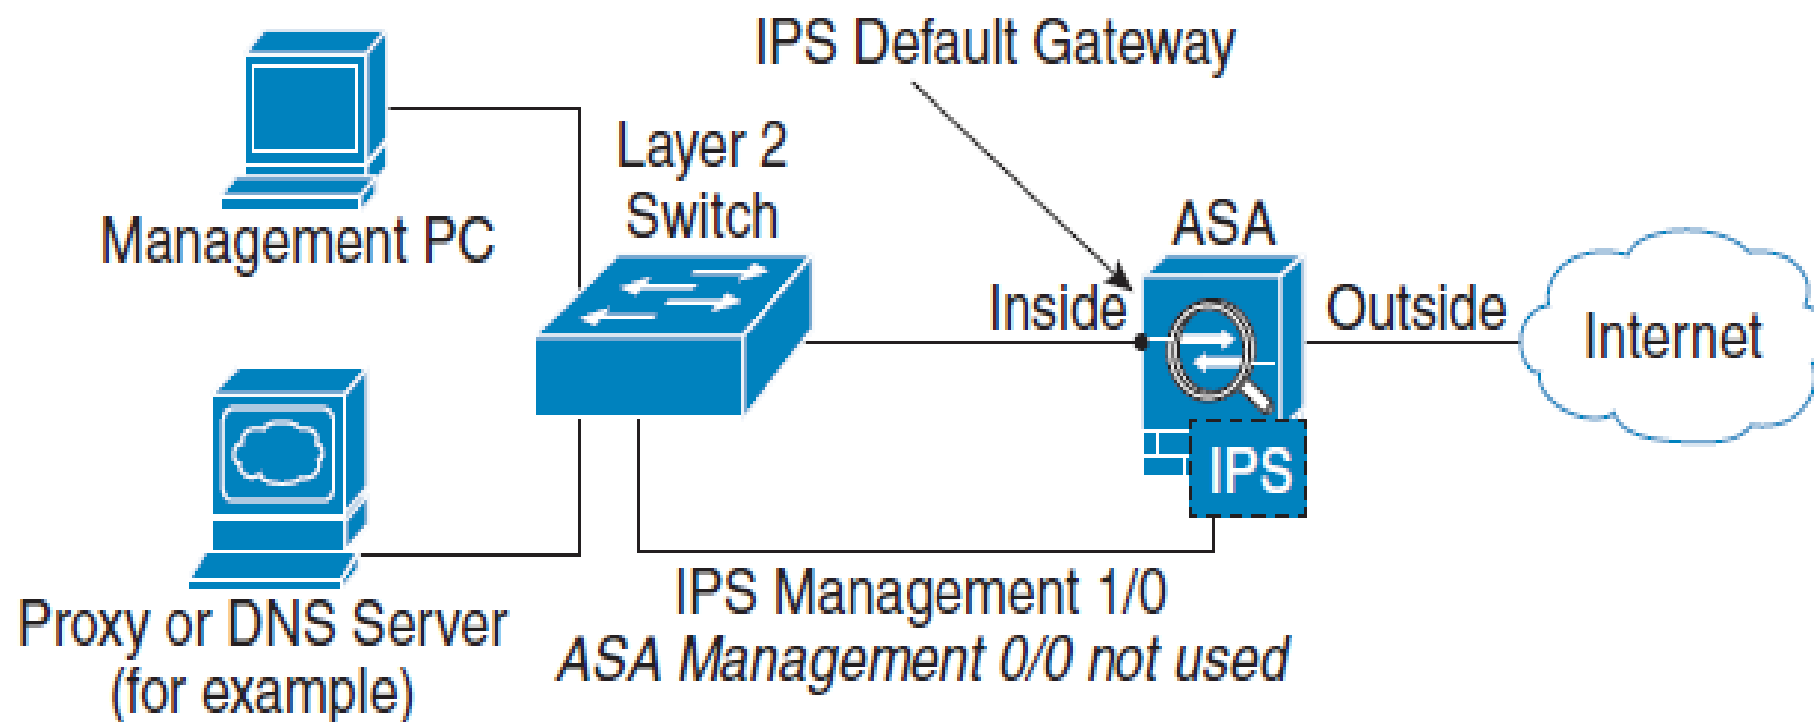 IPS Default Gateway
Layer 2
Switch
Management PC
ASA
Inside
Outside
Internet
IPS
IPS Management 1/0
ASA Management 0/0 not used
Proxy or DNS Server
(for example)